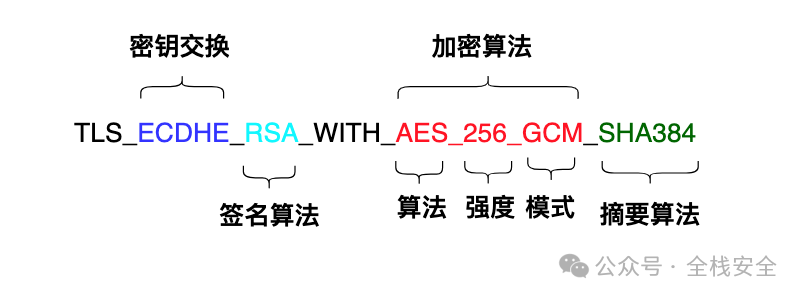 密钥交换 加密算法
TLS_ECDHE_RSA_WITH_AES_256_GCM_SHA384
签名算法 算法 强度 模式 摘要算法
公众号 · 全栈安全